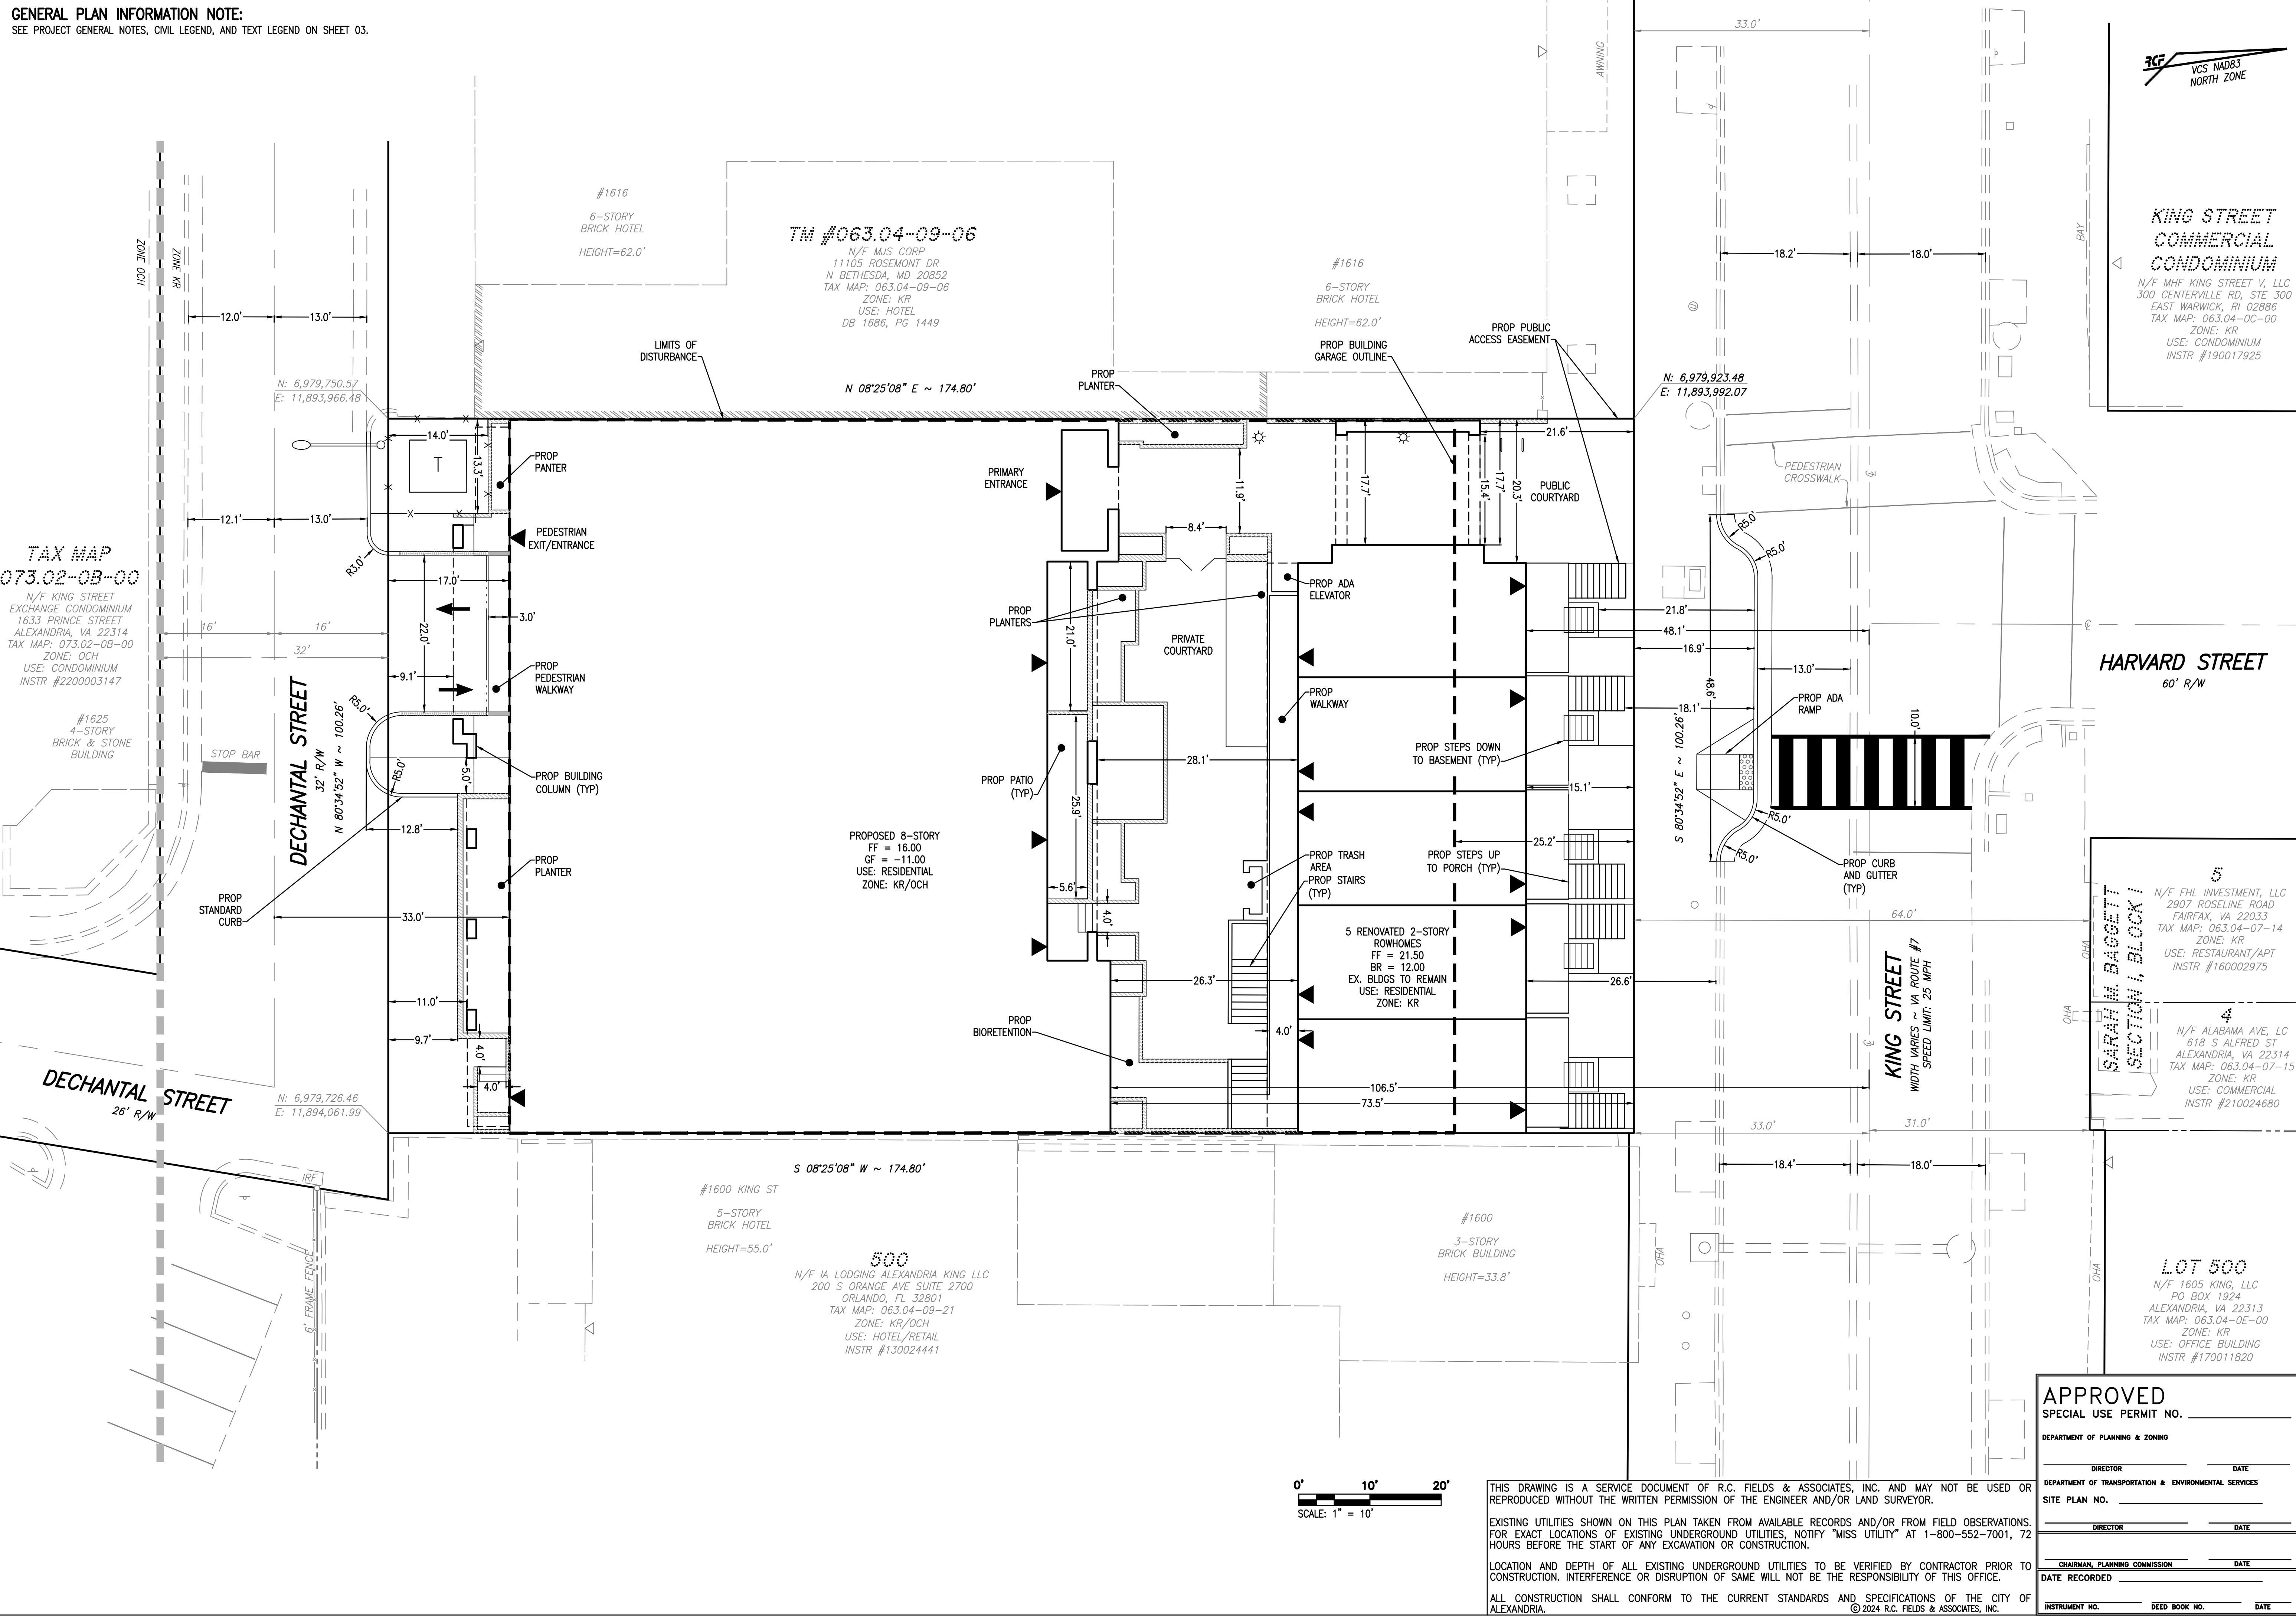 GENERAL PLAN INFORMATION NOTE:
SEE PROJECT GENERAL NOTES, CIVIL LEGEND, AND TEXT LEGEND ON SHEET 03.
33.0'
AWNING
RCF
VCS NAD83
NORTH ZONE
#1616
6-STORY
BRICK HOTEL
HEIGHT=62.0'
TM #063.04-09-06
N/F MJS CORP
11105 ROSEMONT DR
N BETHESDA, MD 20852
TAX MAP: 063.04-09-06
ZONE: KR
USE: HOTEL
DB 1686, PG 1449
#1616
6-STORY
BRICK HOTEL
HEIGHT=62.0'
KING STREET
COMMERCIAL
CONDOMINIUM
N/F MHF KING STREET V, LLC
300 CENTERVILLE RD, STE 300
EAST WARWICK, RI 02886
TAX MAP: 063.04-0C-00
ZONE: KR
USE: CONDOMINIUM
INSTR #190017925
BAY
ZONE OCH
ZONE KR
18.2'
18.0'
12.0'
13.0'
LIMITS OF
DISTURBANCE
N 08°25'08" E ~ 174.80'
PROP
PLANTER
PROP BUILDING
GARAGE OUTLINE
PROP PUBLIC
ACCESS EASEMENT
N: 6,979,750.57
E: 11,893,966.48
N: 6,979,923.48
E: 11,893,992.07
14.0'
13.3'
T
PROP
PANTER
PRIMARY
ENTRANCE
11.9'
17.7'
15.4'
17.7'
20.3'
21.6'
PUBLIC
COURTYARD
PEDESTRIAN
CROSSWALK
12.1'
13.0'
R3.0'
PEDESTRIAN
EXIT/ENTRANCE
8.4'
R5.0'
R5.0'
TAX MAP
073.02-0B-00
N/F KING STREET
EXCHANGE CONDOMINIUM
1633 PRINCE STREET
ALEXANDRIA, VA 22314
TAX MAP: 073.02-0B-00
ZONE: OCH
USE: CONDOMINIUM
INSTR #2200003147
16'
16'
32'
17.0'
22.0'
3.0'
9.1'
PROP
PEDESTRIAN
WALKWAY
PROP
PLANTERS
21.0'
PRIVATE
COURTYARD
PROP ADA
ELEVATOR
PROP
WALKWAY
21.8'
48.1'
16.9'
13.0'
48.6'
18.1'
HARVARD STREET
60' R/W
#1625
4-STORY
BRICK & STONE
BUILDING
STOP BAR
DECHANTAL STREET
32' R/W
N 80°34'52" W ~ 100.26'
R5.0'
R5.0'
5.0'
PROP BUILDING
COLUMN (TYP)
PROP PATIO
(TYP)
28.1'
25.9'
PROP STEPS DOWN
TO BASEMENT (TYP)
15.1'
S 80°34'52" E ~ 100.26'
PROP ADA
RAMP
10.0'
R5.0'
R5.0'
12.8'
PROPOSED 8-STORY
FF = 16.00
GF = -11.00
USE: RESIDENTIAL
ZONE: KR/OCH
PROP
PLANTER
PROP
STANDARD
CURB
33.0'
5.6'
4.0'
PROP TRASH
AREA
PROP STAIRS
(TYP)
25.2'
PROP STEPS UP
TO PORCH (TYP)
PROP CURB
AND GUTTER
(TYP)
64.0'
5
N/F FHL INVESTMENT, LLC
2907 ROSELINE ROAD
FAIRFAX, VA 22033
TAX MAP: 063.04-07-14
ZONE: KR
USE: RESTAURANT/APT
INSTR #160002975
SARAH M. BAGGETT
SECTION 1, BLOCK 1
5 RENOVATED 2-STORY
ROWHOMES
FF = 21.50
BR = 12.00
EX. BLDGS TO REMAIN
USE: RESIDENTIAL
ZONE: KR
KING STREET
WIDTH VARIES ~ VA ROUTE #7
SPEED LIMIT: 25 MPH
OHA
OHA
11.0'
26.3'
26.6'
9.7'
4.0'
4.0'
PROP
BIORETENTION
4.0'
4
N/F ALABAMA AVE, LC
618 S ALFRED ST
ALEXANDRIA, VA 22314
TAX MAP: 063.04-07-15
ZONE: KR
USE: COMMERCIAL
INSTR #210024680
DECHANTAL STREET
26' R/W
N: 6,979,726.46
E: 11,894,061.99
106.5'
73.5'
33.0'
31.0'
18.4'
18.0'
S 08°25'08" W ~ 174.80'
IRF
6' FRAME FENCE
#1600 KING ST
5-STORY
BRICK HOTEL
HEIGHT=55.0'
500
N/F IA LODGING ALEXANDRIA KING LLC
200 S ORANGE AVE SUITE 2700
ORLANDO, FL 32801
TAX MAP: 063.04-09-21
ZONE: KR/OCH
USE: HOTEL/RETAIL
INSTR #130024441
#1600
3-STORY
BRICK BUILDING
HEIGHT=33.8'
OHA
OHA
LOT 500
N/F 1605 KING, LLC
PO BOX 1924
ALEXANDRIA, VA 22313
TAX MAP: 063.04-0E-00
ZONE: KR
USE: OFFICE BUILDING
INSTR #170011820
0' 10' 20'
SCALE: 1" = 10'
THIS DRAWING IS A SERVICE DOCUMENT OF R.C. FIELDS & ASSOCIATES, INC. AND MAY NOT BE USED OR
REPRODUCED WITHOUT THE WRITTEN PERMISSION OF THE ENGINEER AND/OR LAND SURVEYOR.
EXISTING UTILITIES SHOWN ON THIS PLAN TAKEN FROM AVAILABLE RECORDS AND/OR FROM FIELD OBSERVATIONS.
FOR EXACT LOCATIONS OF EXISTING UNDERGROUND UTILITIES, NOTIFY "MISS UTILITY" AT 1-800-552-7001, 72
HOURS BEFORE THE START OF ANY EXCAVATION OR CONSTRUCTION.
LOCATION AND DEPTH OF ALL EXISTING UNDERGROUND UTILITIES TO BE VERIFIED BY CONTRACTOR PRIOR TO
CONSTRUCTION. INTERFERENCE OR DISRUPTION OF SAME WILL NOT BE THE RESPONSIBILITY OF THIS OFFICE.
ALL CONSTRUCTION SHALL CONFORM TO THE CURRENT STANDARDS AND SPECIFICATIONS OF THE CITY OF
ALEXANDRIA.
© 2024 R.C. FIELDS & ASSOCIATES, INC.
APPROVED
SPECIAL USE PERMIT NO.
DEPARTMENT OF PLANNING & ZONING
DIRECTOR DATE
DEPARTMENT OF TRANSPORTATION & ENVIRONMENTAL SERVICES
SITE PLAN NO.
DIRECTOR DATE
CHAIRMAN, PLANNING COMMISSION DATE
DATE RECORDED
INSTRUMENT NO. DEED BOOK NO. DATE